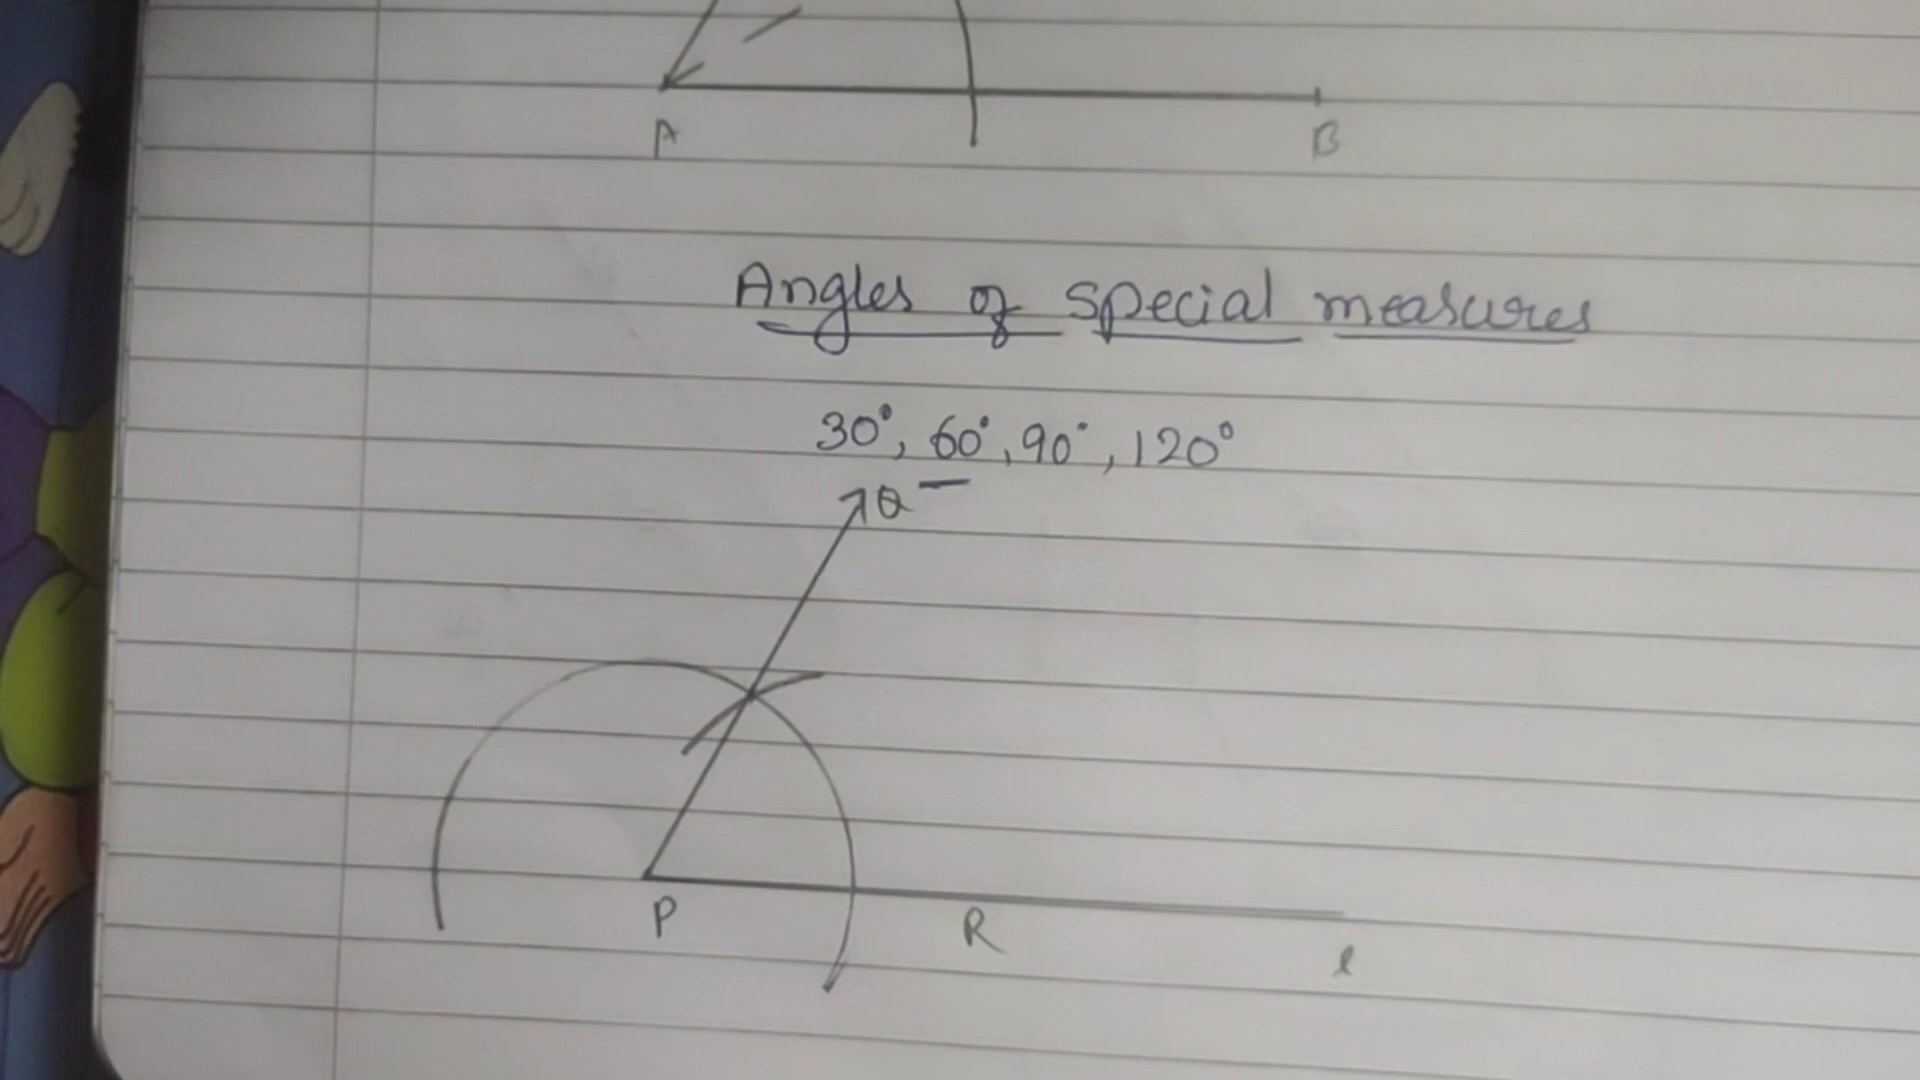 A B
Angles of special measures
30°, 60°, 90°, 120°
Q
P R l